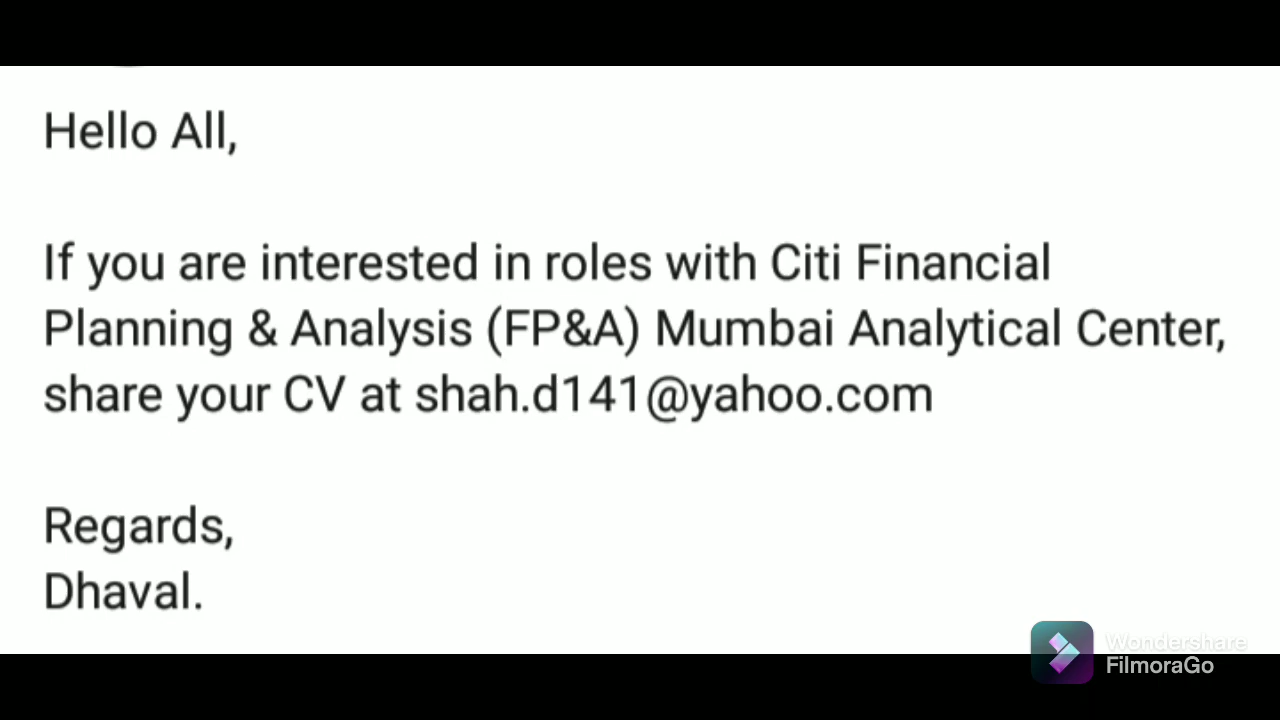 Hello All,
If you are interested in roles with Citi Financial
Planning & Analysis (FP&A) Mumbai Analytical Center,
share your CV at shah.d141@yahoo.com
Regards,
Dhaval.
Wondershare
FilmoraGo